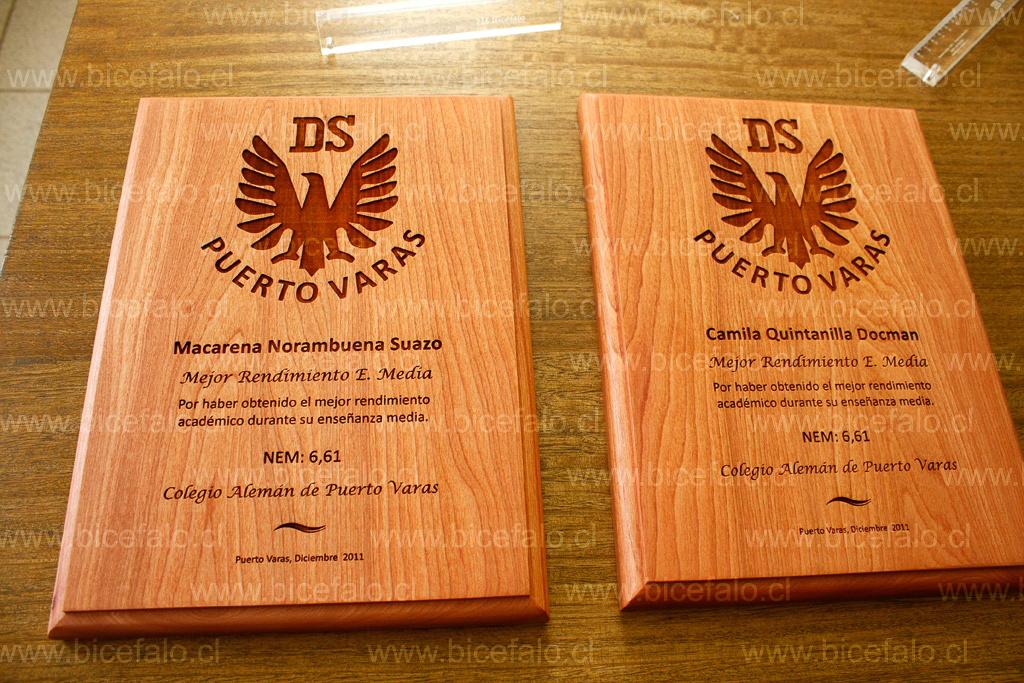 DS
PUERTO VARAS
Macarena Norambuena Suazo
Mejor Rendimiento E. Media
Por haber obtenido el mejor rendimiento
académico durante su enseñanza media.
NEM: 6,61
Colegio Alemán de Puerto Varas
Puerto Varas, Diciembre 2011
DS
PUERTO VARAS
Camila Quintanilla Docman
Mejor Rendimiento E. Media
Por haber obtenido el mejor rendimiento
académico durante su enseñanza media.
NEM: 6,61
Colegio Alemán de Puerto Varas
Puerto Varas, Diciembre 2011
www.bicefalo.cl